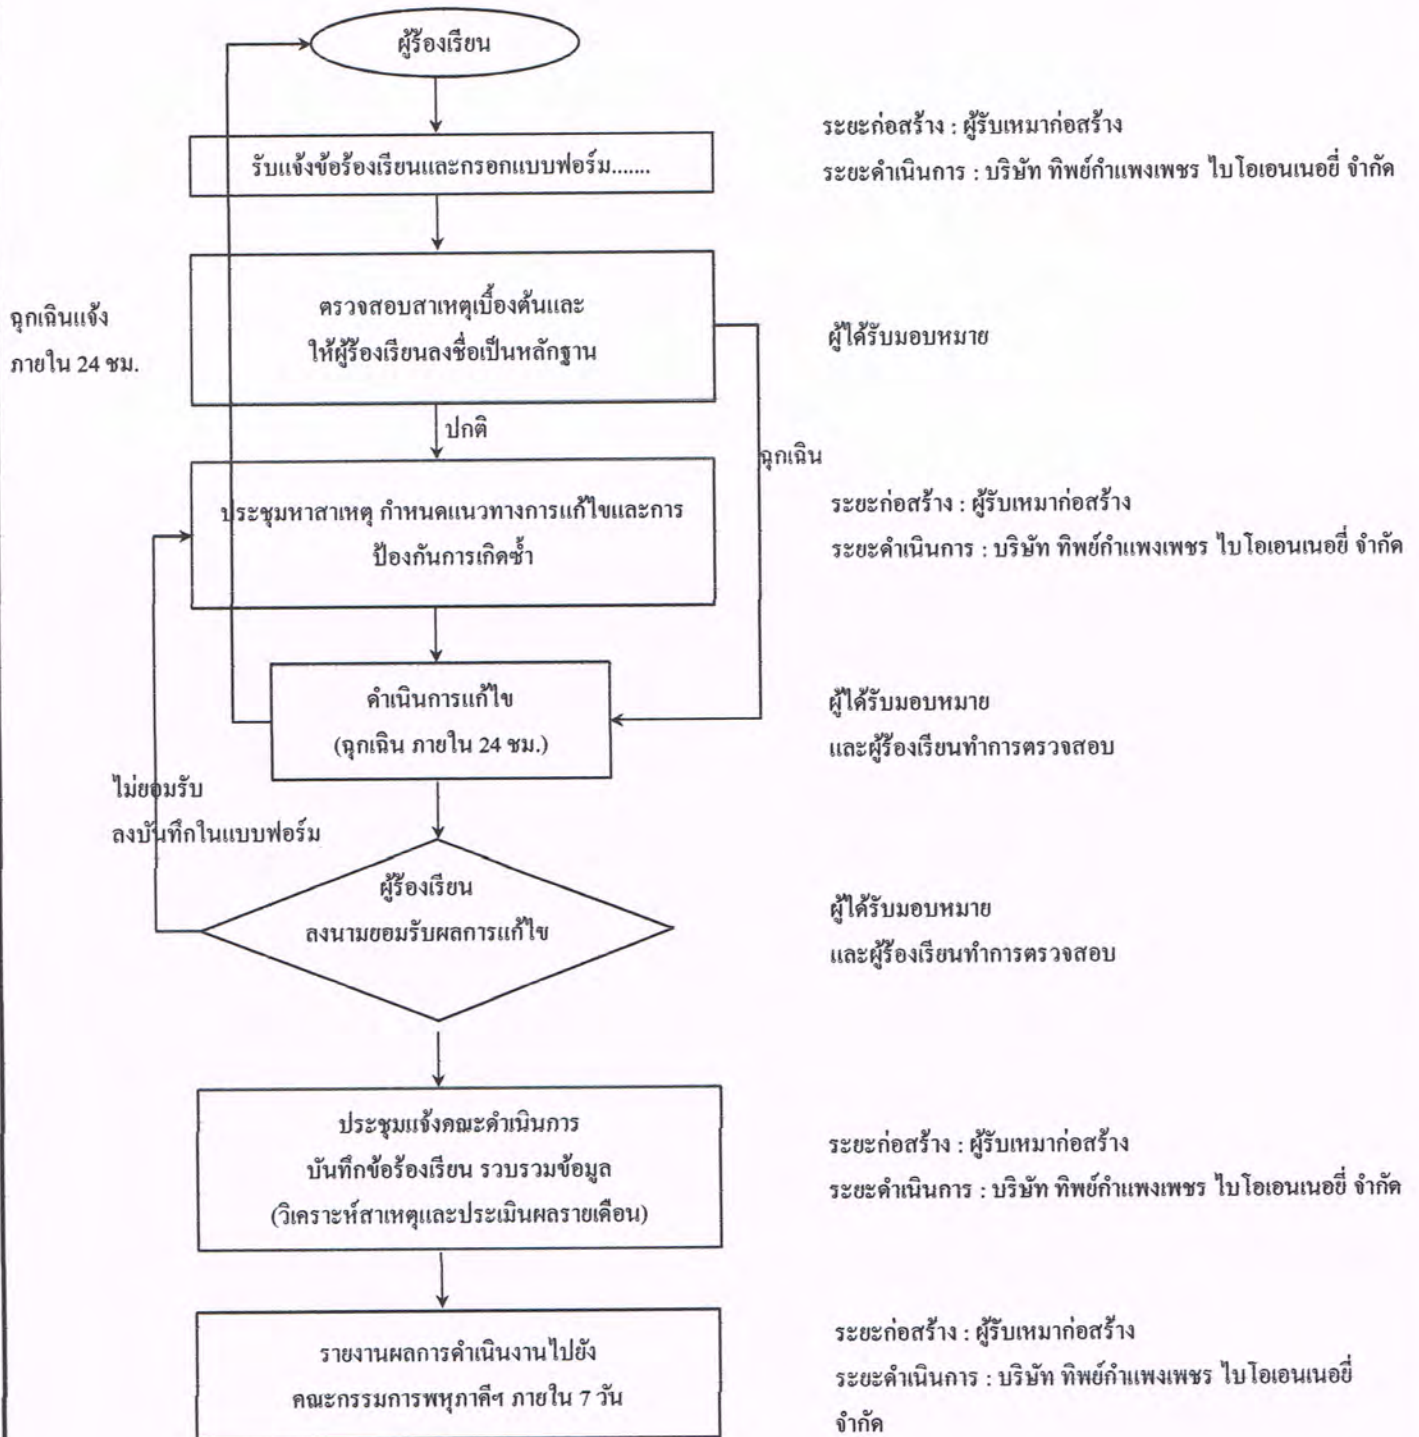 ผู้ร้องเรียน
ระยะก่อสร้าง : ผู้รับเหมาก่อสร้าง
รับแจ้งข้อร้องเรียนและกรอกแบบฟอร์ม.......
ระยะดำเนินการ : บริษัท ทิพย์กำแพงเพชร ไบโอเอนเนอยี่ จำกัด
ฉุกเฉินแจ้ง
ภายใน 24 ชม.
ตรวจสอบสาเหตุเบื้องต้นและ
ให้ผู้ร้องเรียนลงชื่อเป็นหลักฐาน
ผู้ได้รับมอบหมาย
ปกติ
ฉุกเฉิน
ประชุมหาสาเหตุ กำหนดแนวทางการแก้ไขและการ
ป้องกันการเกิดซ้ำ
ระยะก่อสร้าง : ผู้รับเหมาก่อสร้าง
ระยะดำเนินการ : บริษัท ทิพย์กำแพงเพชร ไบโอเอนเนอยี่ จำกัด
ดำเนินการแก้ไข
(ฉุกเฉิน ภายใน 24 ชม.)
ผู้ได้รับมอบหมาย
และผู้ร้องเรียนทำการตรวจสอบ
ไม่ยอมรับ
ลงบันทึกในแบบฟอร์ม
ผู้ร้องเรียน
ลงนามยอมรับผลการแก้ไข
ผู้ได้รับมอบหมาย
และผู้ร้องเรียนทำการตรวจสอบ
ประชุมแจ้งคณะดำเนินการ
บันทึกข้อร้องเรียน รวบรวมข้อมูล
(วิเคราะห์สาเหตุและประเมินผลรายเดือน)
ระยะก่อสร้าง : ผู้รับเหมาก่อสร้าง
ระยะดำเนินการ : บริษัท ทิพย์กำแพงเพชร ไบโอเอนเนอยี่ จำกัด
รายงานผลการดำเนินงานไปยัง
คณะกรรมการพหุภาคีฯ ภายใน 7 วัน
ระยะก่อสร้าง : ผู้รับเหมาก่อสร้าง
ระยะดำเนินการ : บริษัท ทิพย์กำแพงเพชร ไบโอเอนเนอยี่
จำกัด